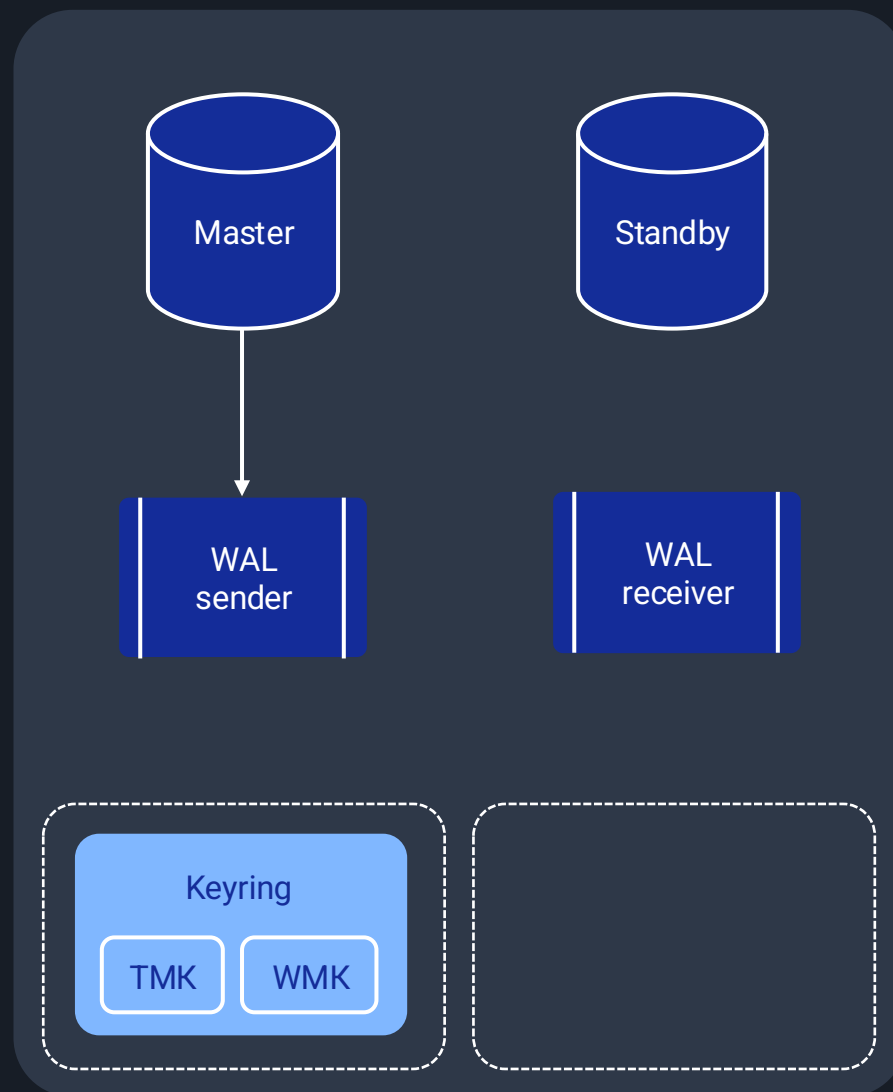 Master
Standby
WAL
sender
WAL
receiver
Keyring
TMK
WMK